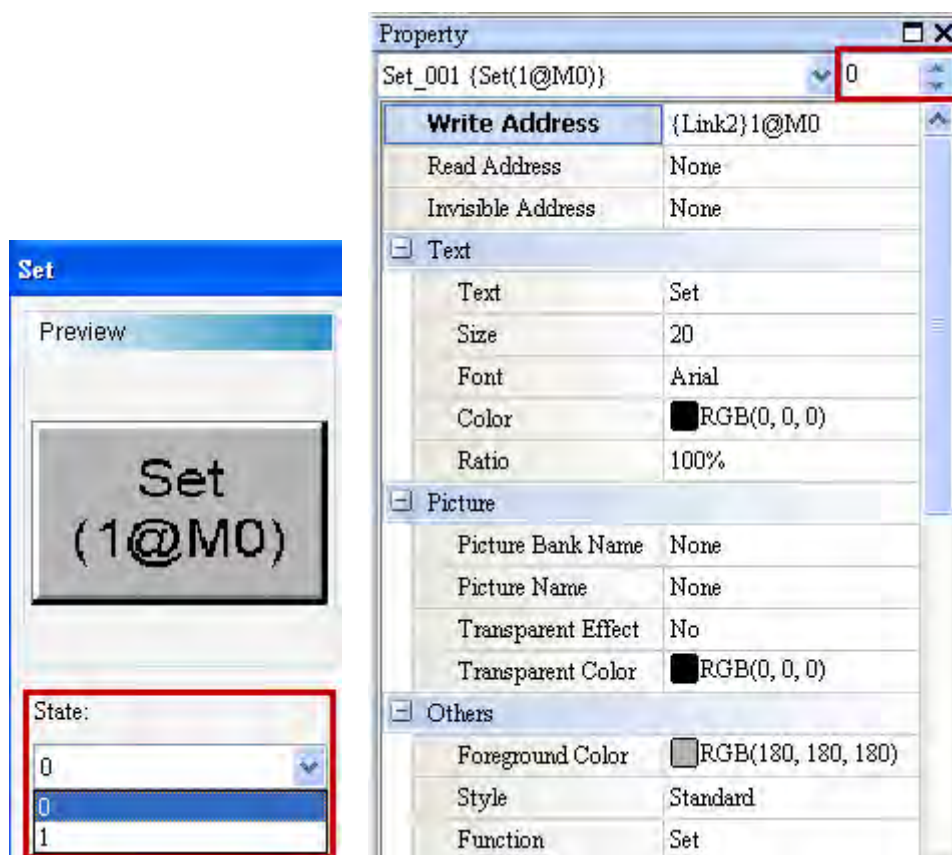 Set
Preview
Set
(1@M0)
State:
0
0
1
Property
Set_001 {Set(1@M0)} 0
Write Address {Link2}1@M0
Read Address None
Invisible Address None
Text
Text Set
Size 20
Font Arial
Color RGB(0, 0, 0)
Ratio 100%
Picture
Picture Bank Name None
Picture Name None
Transparent Effect No
Transparent Color RGB(0, 0, 0)
Others
Foreground Color RGB(180, 180, 180)
Style Standard
Function Set